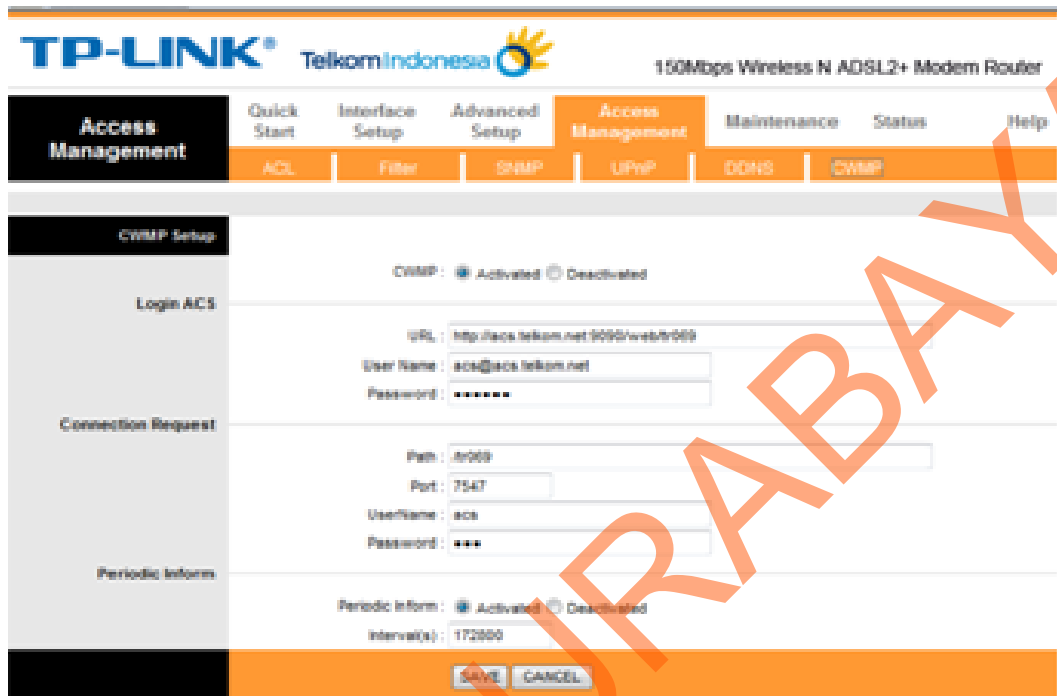 TP-LINK® TelkomIndonesia
150Mbps Wireless N ADSL2+ Modem Router
Access Management
Quick Start
Interface Setup
Advanced Setup
Access Management
Maintenance
Status
Help
ACL Filter SNMP UPnP DDNS CWMP
CWMP Setup
CWMP : Activated Deactivated
Login ACS
URL : http://acs.telkom.net:9090/web/tr069
User Name : acs@acs.telkom.net
Password : ••••••
Connection Request
Path : /tr069
Port : 7547
UserName : acs
Password : •••
Periodic Inform
Periodic Inform : Activated Deactivated
Interval(s) : 172800
SAVE CANCEL
URABAYA